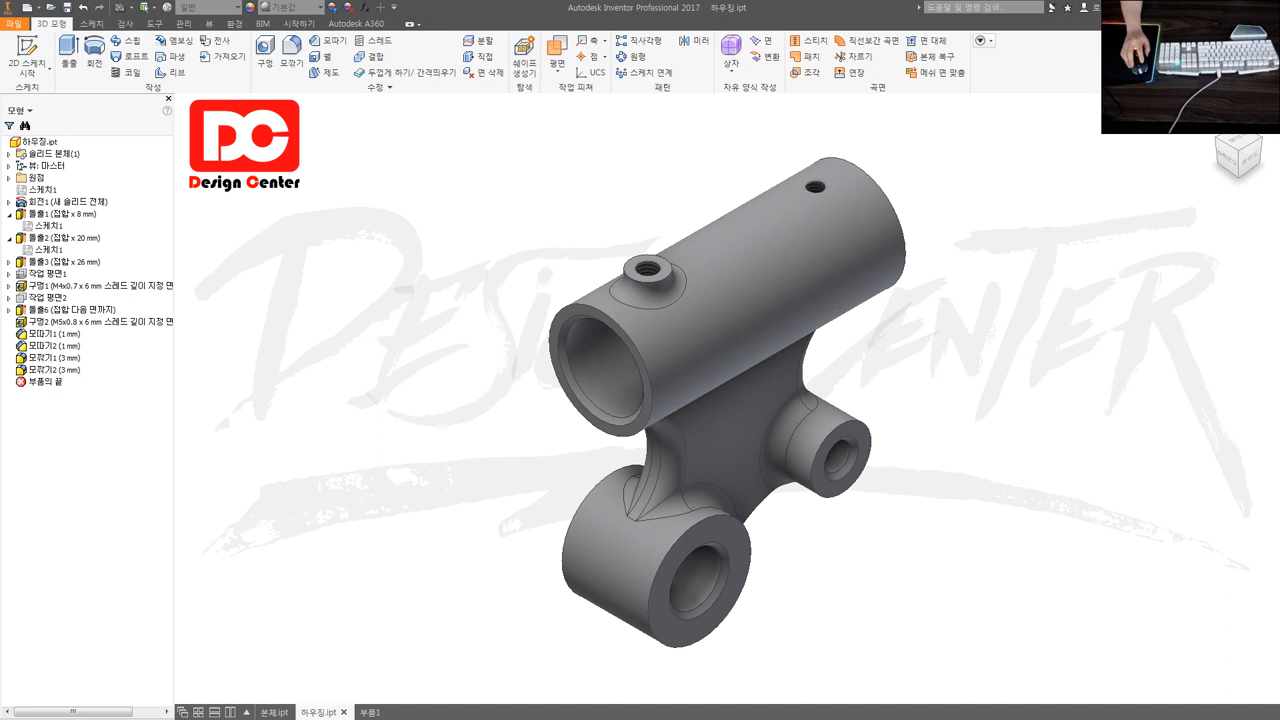 일반
기본값
Autodesk Inventor Professional 2017 하우징.ipt
도움말 및 명령 검색...
파일 3D 모형 스케치 검사 도구 관리 뷰 환경 BIM 시작하기 Autodesk A360
2D 스케치 시작
스케치
돌출 회전
스윕 엠보싱 전사
로프트 파생 가져오기
코일 리브
작성
구멍 모깎기
모따기 스레드 분할
쉘 결합 직접
제도 두껍게 하기/ 간격띄우기 면 삭제
수정
쉐이프 생성기
탐색
평면
축
점
UCS
작업 피쳐
직사각형 미러
원형
스케치 연계
패턴
상자
면
변환
자유 양식 작성
스티치 직선보간 곡면 면 대체
패치 자르기 본체 복구
조각 연장 메쉬 면 맞춤
곡면
모형
하우징.ipt
솔리드 본체(1)
뷰: 마스터
원점
스케치1
회전1 (새 솔리드 전체)
돌출1 (접합 x 8 mm)
스케치1
돌출2 (접합 x 20 mm)
스케치1
돌출3 (접합 x 26 mm)
작업 평면1
구멍1 (M4x0.7 x 6 mm 스레드 깊이 지정 면
작업 평면2
돌출6 (접합 다음 면까지)
구멍2 (M5x0.8 x 6 mm 스레드 깊이 지정 면
모따기1 (1 mm)
모따기2 (1 mm)
모깎기1 (3 mm)
모깎기2 (3 mm)
부품의 끝
DC
Design Center
DESIGN CENTER
본체.ipt 하우징.ipt 부품1